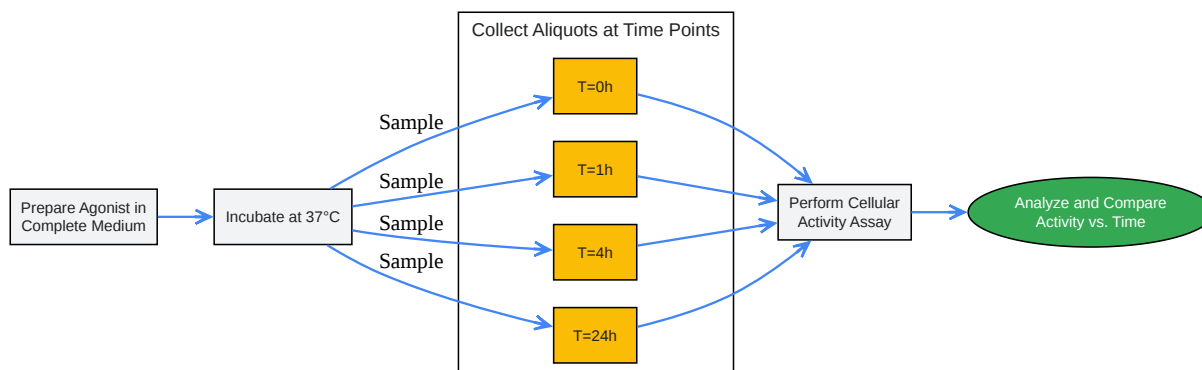 Collect Aliquots at Time Points
Prepare Agonist in
Complete Medium
Incubate at 37°C
Sample
Sample
Sample
Sample
T=0h
T=1h
T=4h
T=24h
Perform Cellular
Activity Assay
Analyze and Compare
Activity vs. Time